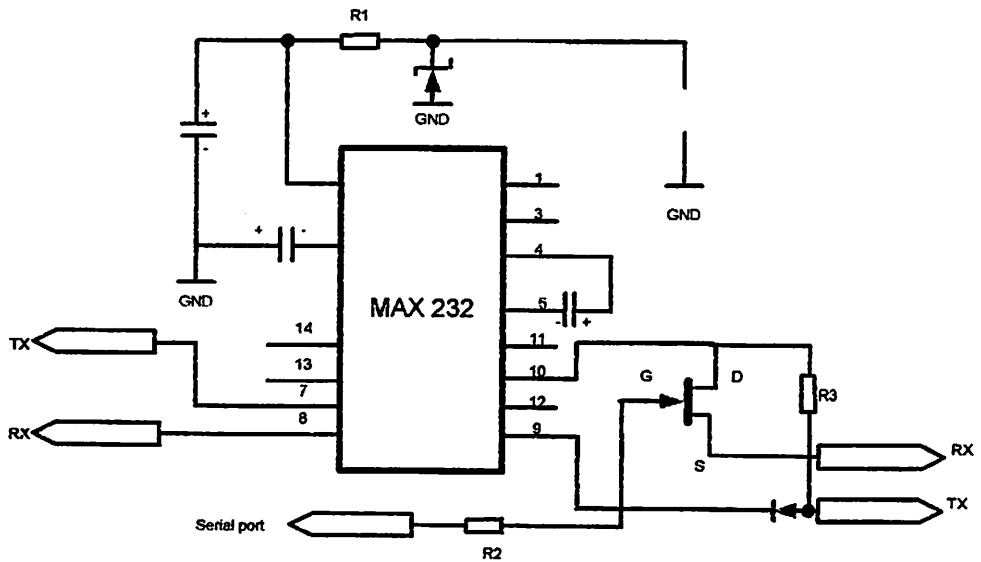 R1
+
-
GND
GND
1
3
+ -
4
GND
MAX 232
5
- +
TX
14
11
13
10
G
D
7
R3
12
RX
8
9
S
RX
Serial port
TX
R2